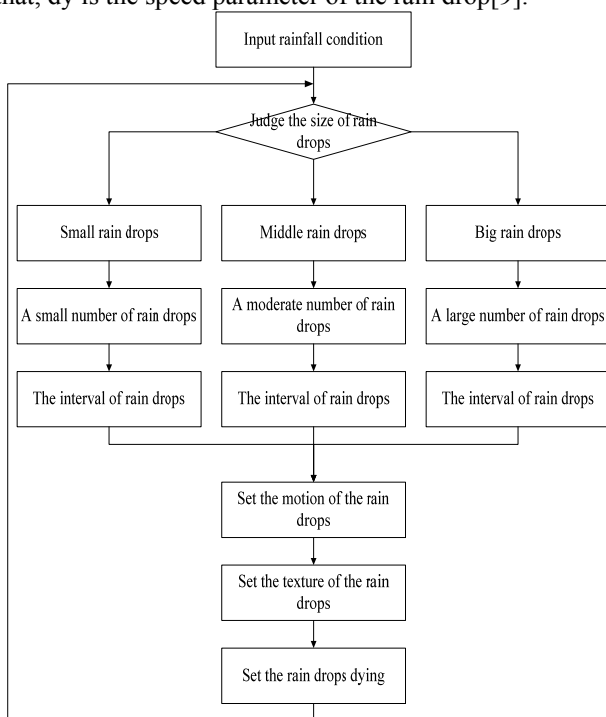 that, dy is the speed parameter of the rain drop[9].
Input rainfall condition
Judge the size of rain
drops
Small rain drops
Middle rain drops
Big rain drops
A small number of rain drops
A moderate number of rain
drops
A large number of rain drops
The interval of rain drops
The interval of rain drops
The interval of rain drops
Set the motion of the rain
drops
Set the texture of the rain
drops
Set the rain drops dying